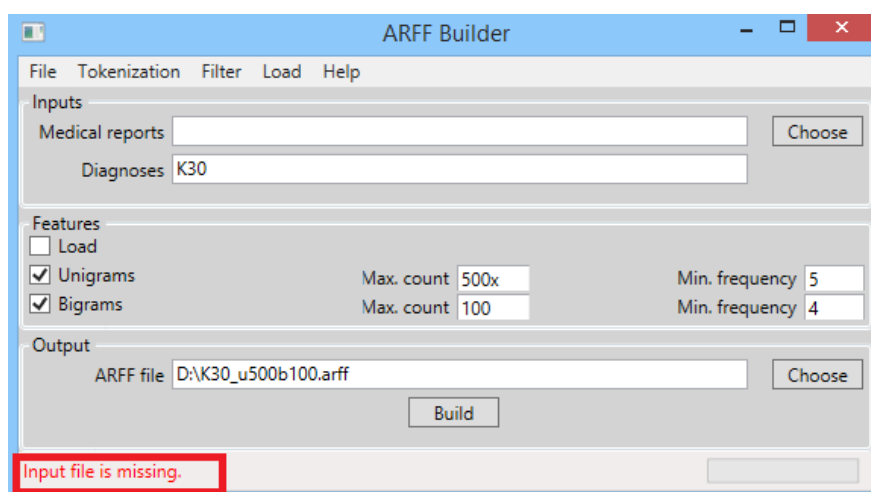 ARFF Builder
File Tokenization Filter Load Help
Inputs
Medical reports Choose
Diagnoses K30
Features
Load
Unigrams Max. count 500x Min. frequency 5
Bigrams Max. count 100 Min. frequency 4
Output
ARFF file D:\K30_u500b100.arff Choose
Build
Input file is missing.